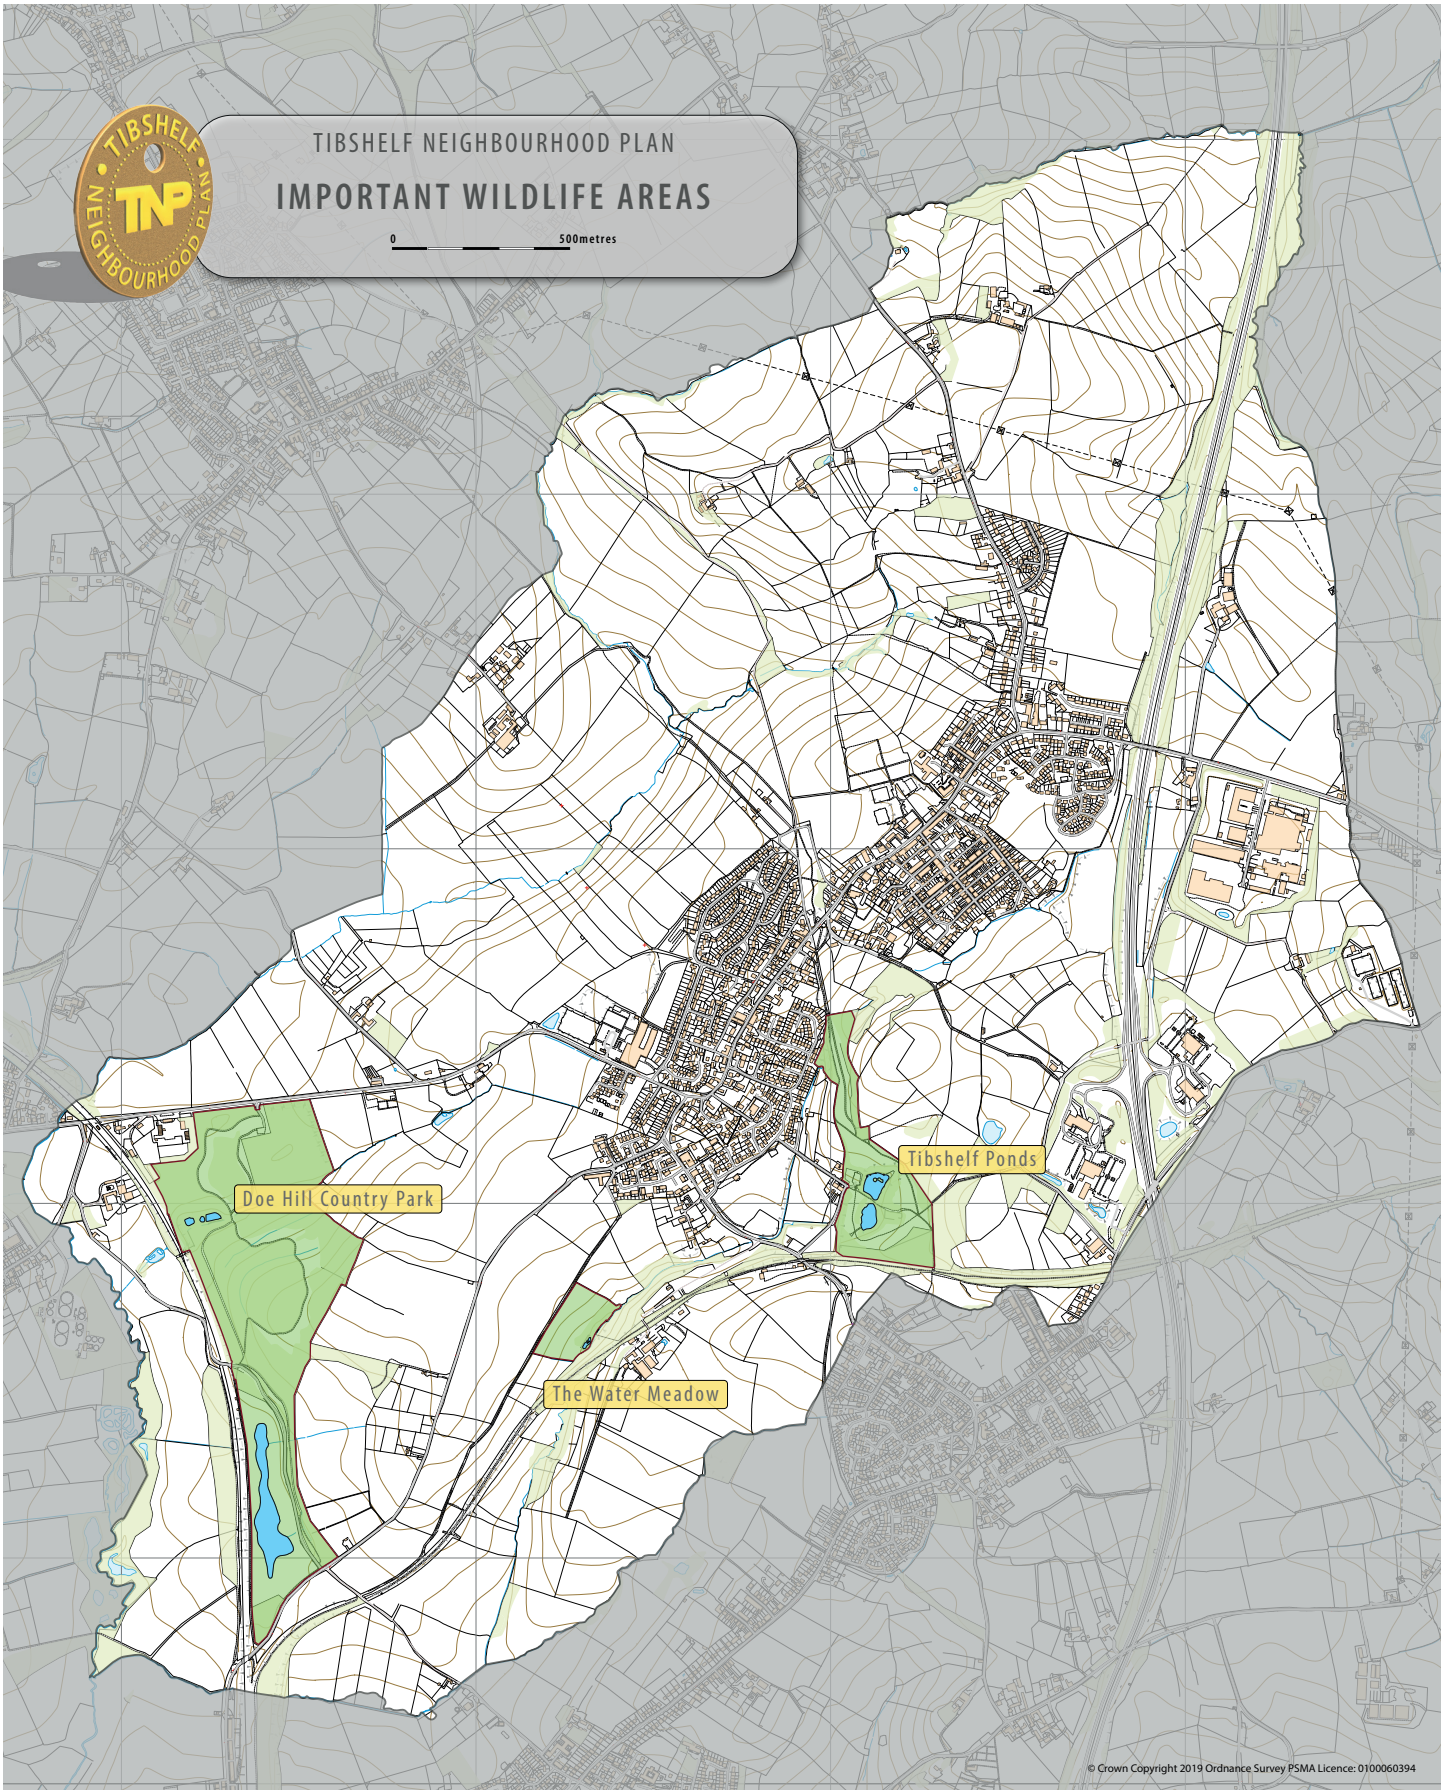 • TIBSHELF •
NEIGHBOURHOOD PLAN
TNP
TIBSHELF NEIGHBOURHOOD PLAN
IMPORTANT WILDLIFE AREAS
0 500metres
Tibshelf Ponds
Doe Hill Country Park
The Water Meadow
© Crown Copyright 2019 Ordnance Survey PSMA Licence: 0100060394